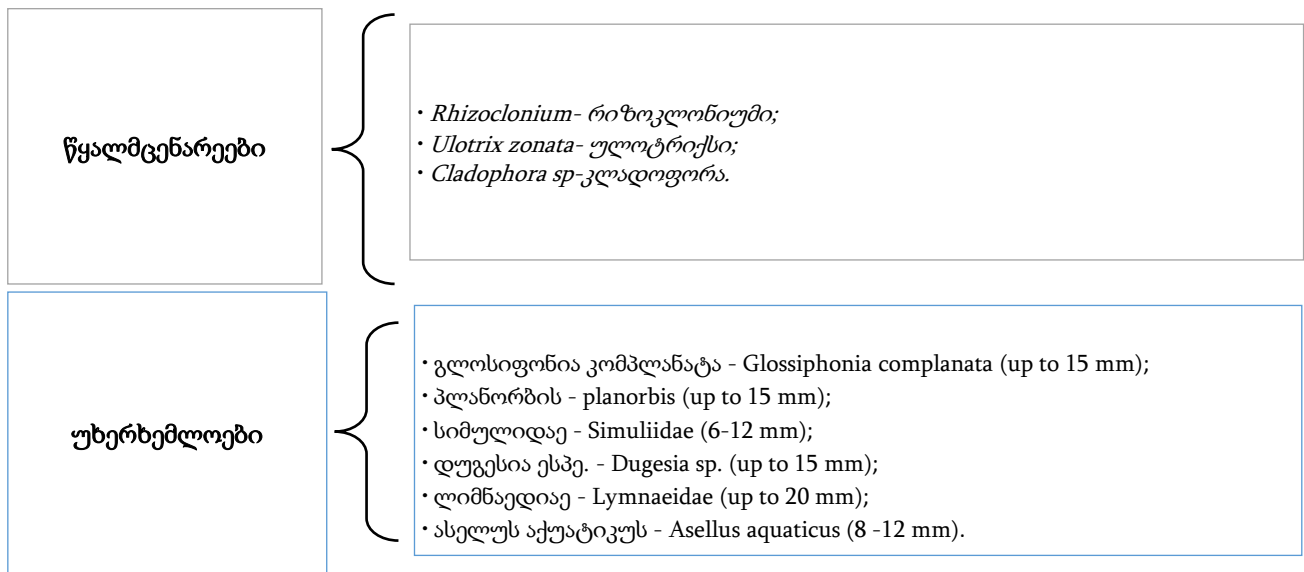 წყალმცენარეები
• Rhizoclonium- რიზოკლონიუმი;
• Ulotrix zonata- ულოტრიქსი;
• Cladophora sp-კლადოფორა.
უხერხემლოები
• გლოსიფონია კომპლანატა - Glossiphonia complanata (up to 15 mm);
• პლანორბის - planorbis (up to 15 mm);
• სიმულიდაე - Simuliidae (6-12 mm);
• დუგესია ესპე. - Dugesia sp. (up to 15 mm);
• ლიმნაედიაე - Lymnaeidae (up to 20 mm);
• ასელუს აქუატიკუს - Asellus aquaticus (8 -12 mm).